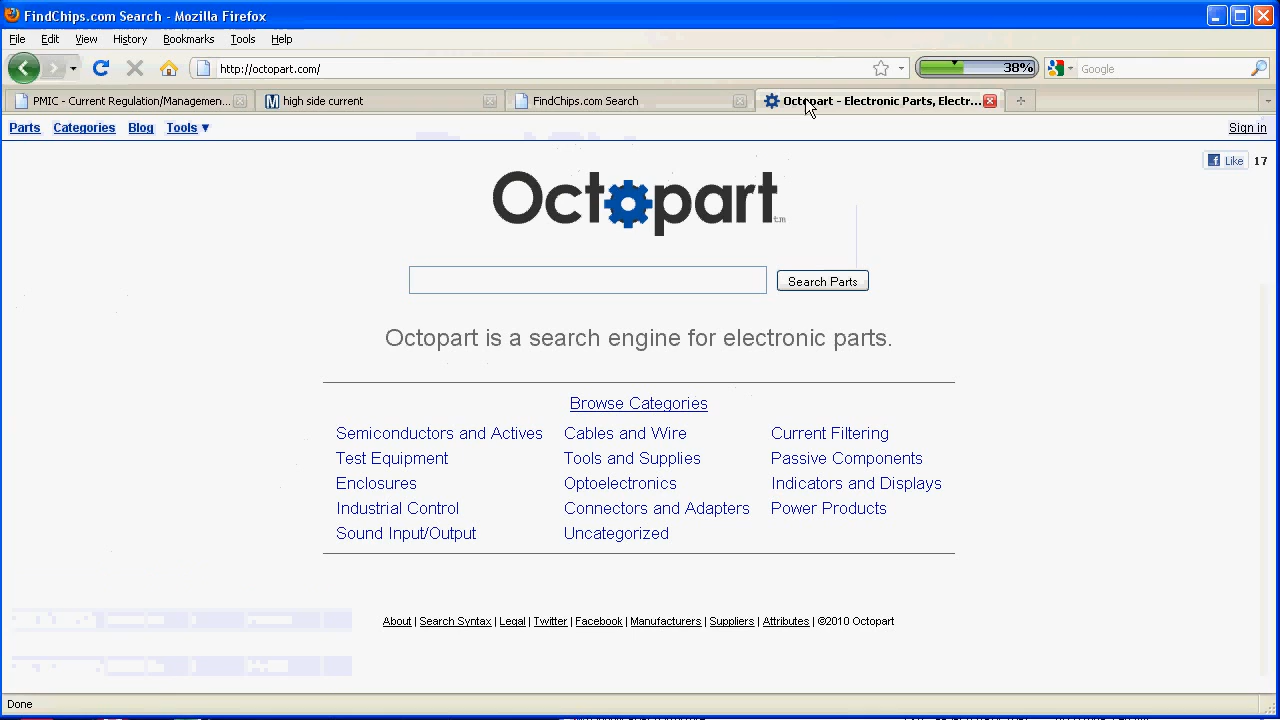 FindChips.com Search - Mozilla Firefox
File Edit View History Bookmarks Tools Help
http://octopart.com/ 38% Google
PMIC - Current Regulation/Managemen... high side current FindChips.com Search Octopart - Electronic Parts, Electr...
Parts Categories Blog Tools ▼ Sign in
Like 17
Octopart tm
Search Parts
Octopart is a search engine for electronic parts.
Browse Categories
Semiconductors and Actives Cables and Wire Current Filtering
Test Equipment Tools and Supplies Passive Components
Enclosures Optoelectronics Indicators and Displays
Industrial Control Connectors and Adapters Power Products
Sound Input/Output Uncategorized
About | Search Syntax | Legal | Twitter | Facebook | Manufacturers | Suppliers | Attributes | ©2010 Octopart
Done